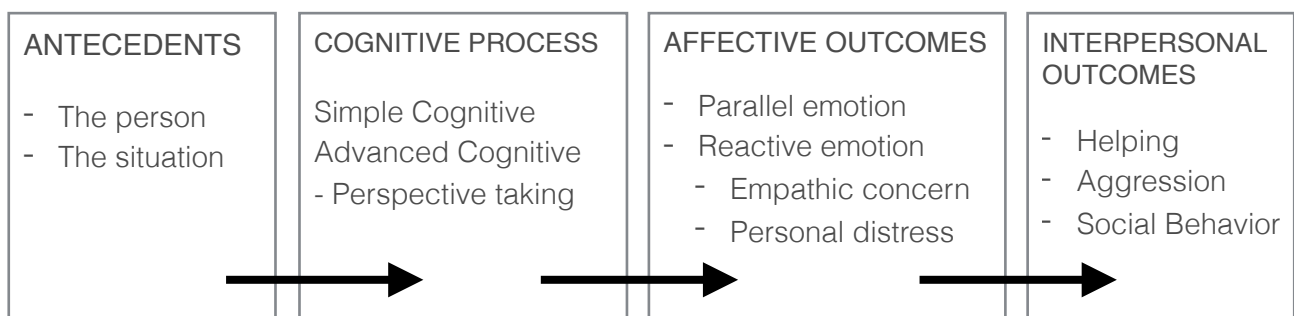 ANTECEDENTS
- The person
- The situation
COGNITIVE PROCESS
Simple Cognitive
Advanced Cognitive
- Perspective taking
AFFECTIVE OUTCOMES
- Parallel emotion
- Reactive emotion
- Empathic concern
- Personal distress
INTERPERSONAL
OUTCOMES
- Helping
- Aggression
- Social Behavior